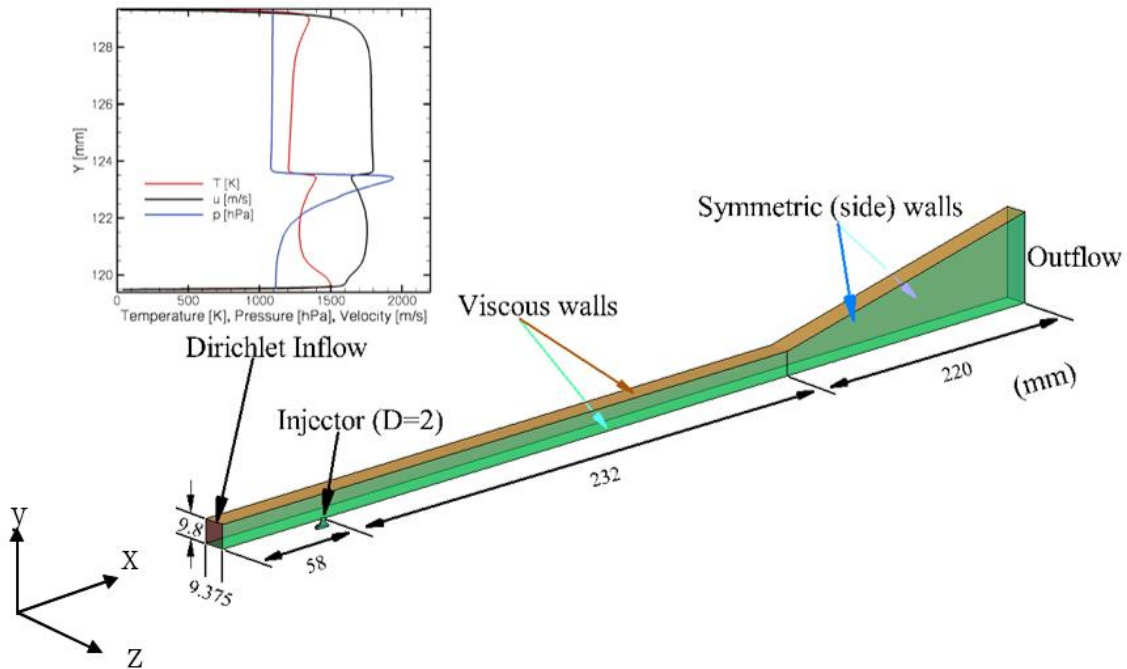 128
126
124
122
120
Y [mm]
T [K]
u [m/s]
p [hPa]
0
500
1000
1500
2000
Temperature [K], Pressure [hPa], Velocity [m/s]
Dirichlet Inflow
Symmetric (side) walls
Outflow
Viscous walls
Injector (D=2)
220
(mm)
232
58
9.8
9.375
y
X
Z